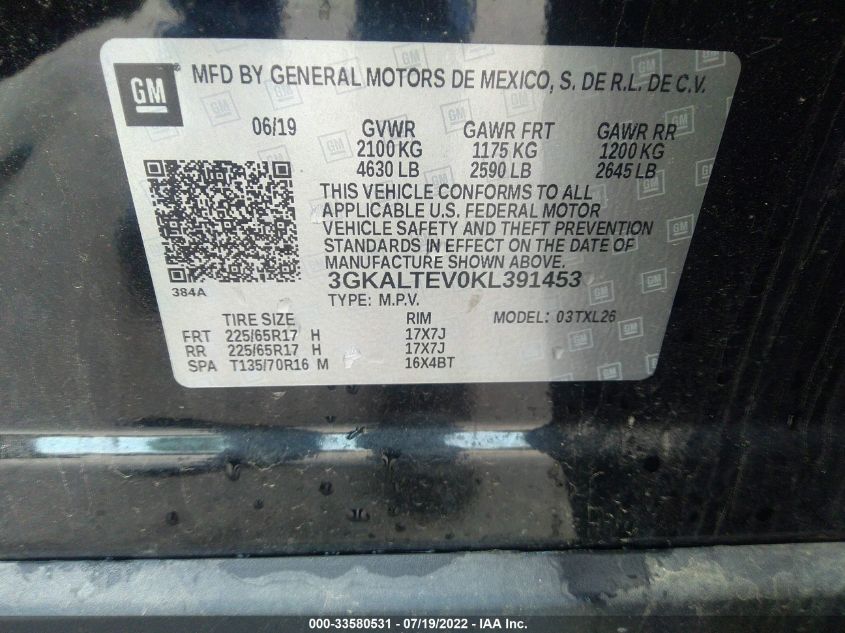 GM MFD BY GENERAL MOTORS DE MEXICO, S. DE R.L. DE C.V.
06/19 GVWR GAWR FRT GAWR RR
2100 KG 1175 KG 1200 KG
4630 LB 2590 LB 2645 LB
THIS VEHICLE CONFORMS TO ALL
APPLICABLE U.S. FEDERAL MOTOR
VEHICLE SAFETY AND THEFT PREVENTION
STANDARDS IN EFFECT ON THE DATE OF
MANUFACTURE SHOWN ABOVE.
3GKALTEV0KL391453
384A
TYPE: M.P.V.
TIRE SIZE RIM MODEL: 03TXL26
FRT 225/65R17 H 17X7J
RR 225/65R17 H 17X7J
SPA T135/70R16 M 16X4BT
000-33580531 - 07/19/2022 - IAA Inc.